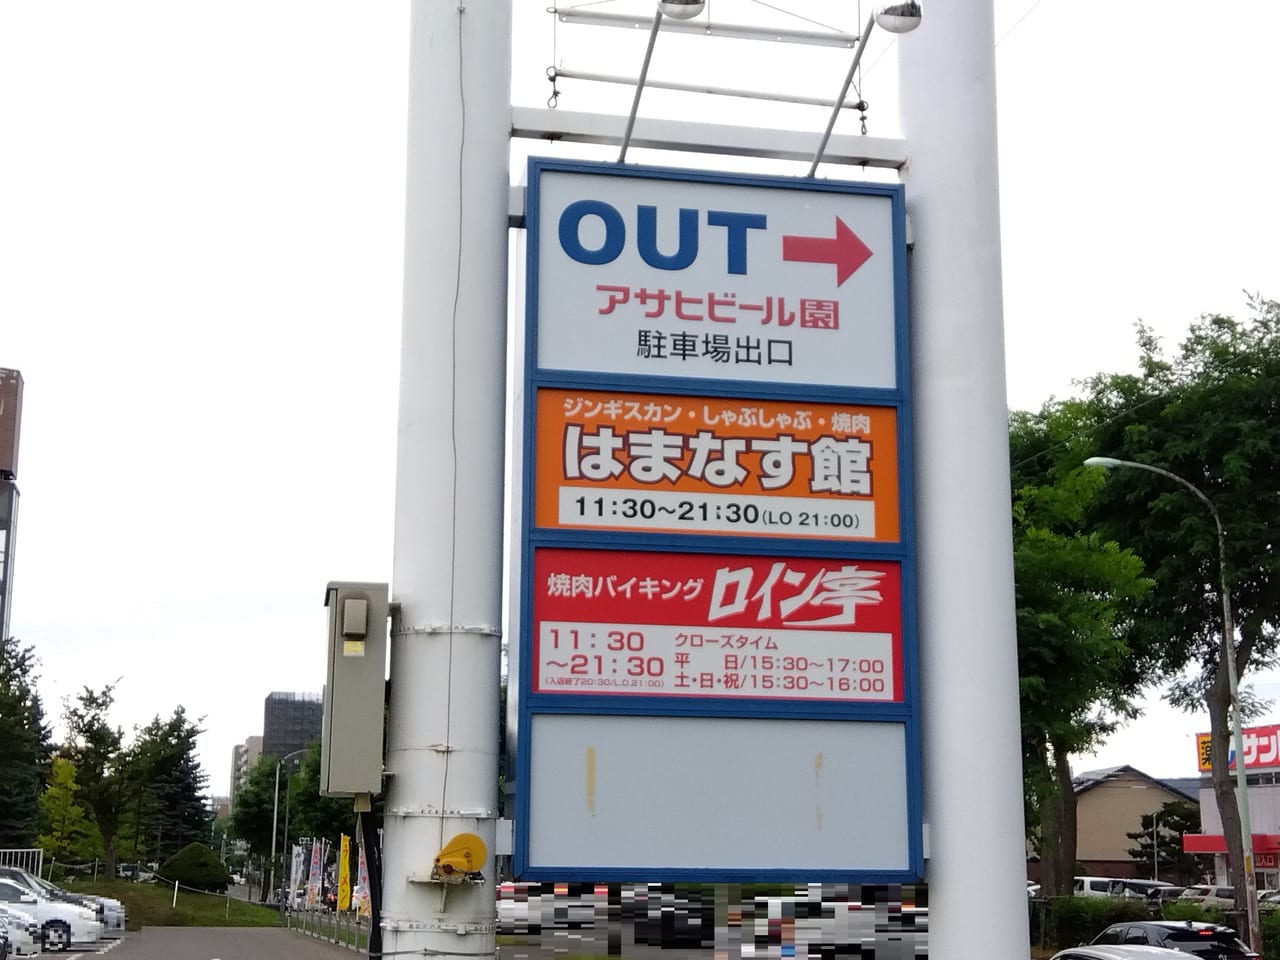 OUT
アサヒビール園
駐車場出口
ジンギスカン・しゃぶしゃぶ・焼肉
はまなす館
11:30～21:30(LO 21:00)
焼肉バイキング ロイン亭
11:30
～21:30
(入店終了20:30/L.O.21:00)
クローズタイム
平　日/15:30～17:00
土・日・祝/15:30～16:00
薬
サン